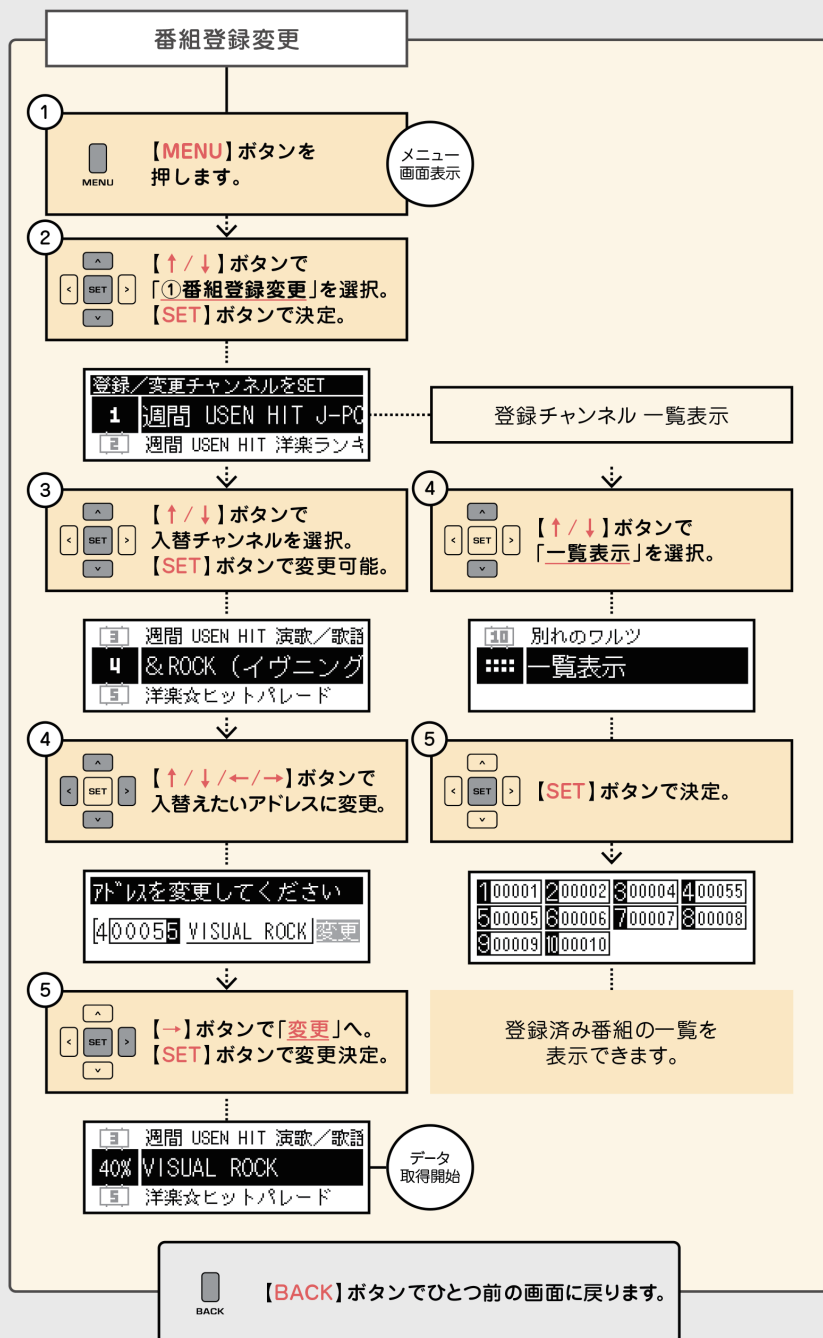 番組登録変更
1
MENU
【MENU】ボタンを
押します。
メニュー
画面表示
2
SET
【↑/↓】ボタンで
「①番組登録変更」を選択。
【SET】ボタンで決定。
登録／変更チャンネルをSET
1 週間 USEN HIT J-PO
2 週間 USEN HIT 洋楽ランキ
登録チャンネル 一覧表示
3
SET
【↑/↓】ボタンで
入替チャンネルを選択。
【SET】ボタンで変更可能。
3 週間 USEN HIT 演歌／歌謡
4 &ROCK（イヴニング
5 洋楽☆ヒットパレード
4
SET
【↑/↓/←/→】ボタンで
入替えたいアドレスに変更。
ｱﾄﾞﾚｽを変更してください
4 00055 VISUAL ROCK 変更
5
SET
【→】ボタンで「変更」へ。
【SET】ボタンで変更決定。
3 週間 USEN HIT 演歌／歌謡
40% VISUAL ROCK
5 洋楽☆ヒットパレード
データ
取得開始
4
SET
【↑/↓】ボタンで
「一覧表示」を選択。
10 別れのワルツ
一覧表示
5
SET
【SET】ボタンで決定。
1 00001 2 00002 3 00004 4 00055
5 00005 6 00006 7 00007 8 00008
9 00009 10 00010
登録済み番組の一覧を
表示できます。
BACK
【BACK】ボタンでひとつ前の画面に戻ります。